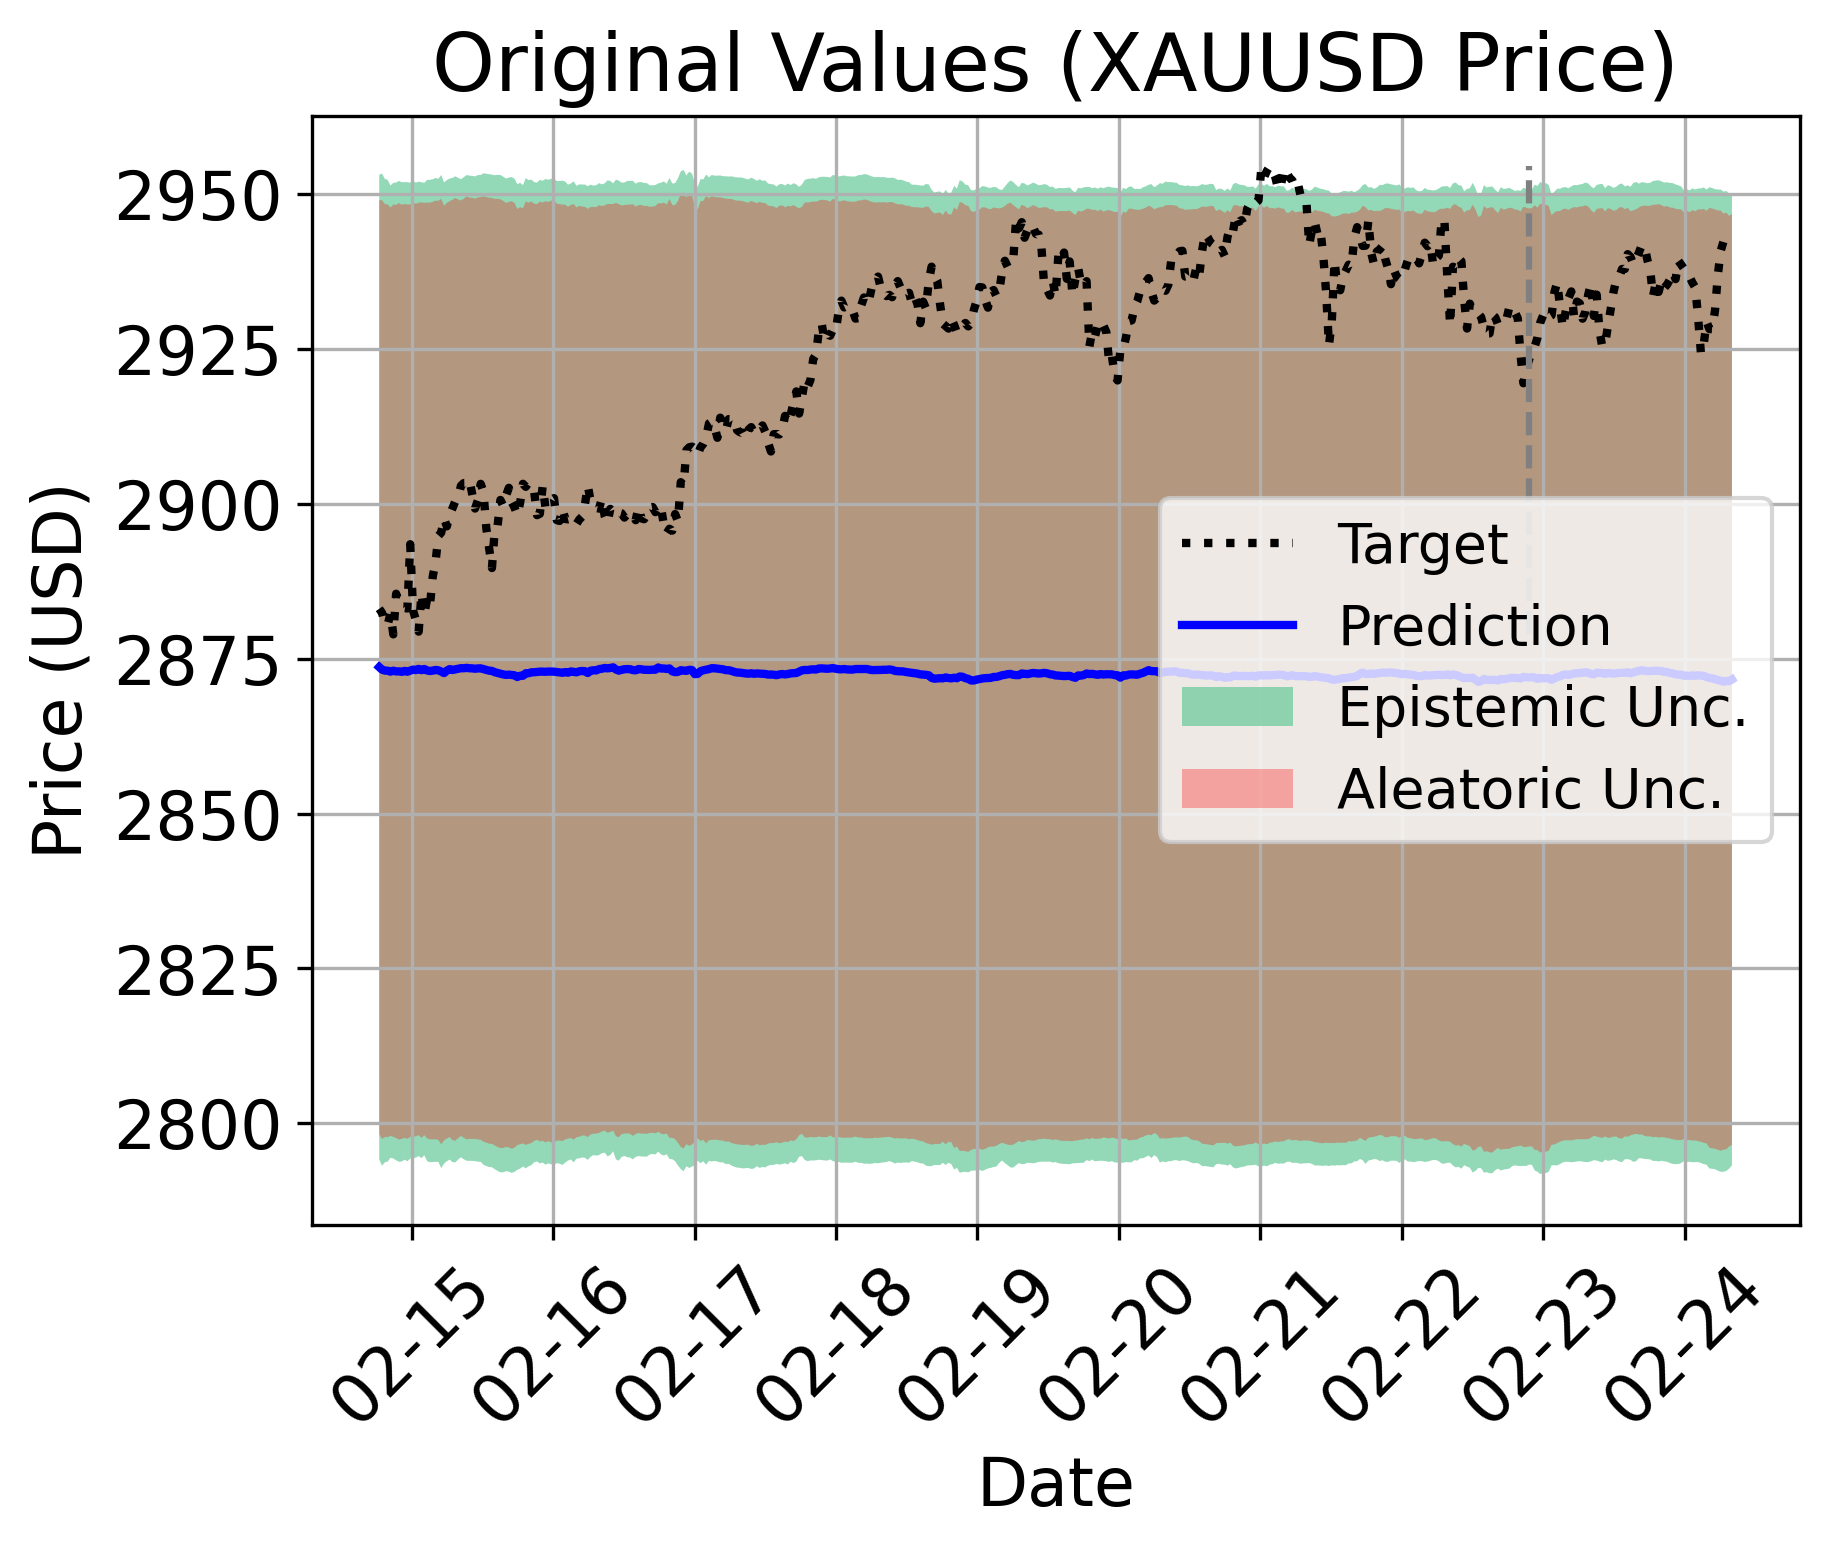 Original Values (XAUUSD Price)
Price (USD)
2950
2925
2900
2875
2850
2825
2800
Target
Prediction
Epistemic Unc.
Aleatoric Unc.
02-15
02-16
02-17
02-18
02-19
02-20
02-21
02-22
02-23
02-24
Date